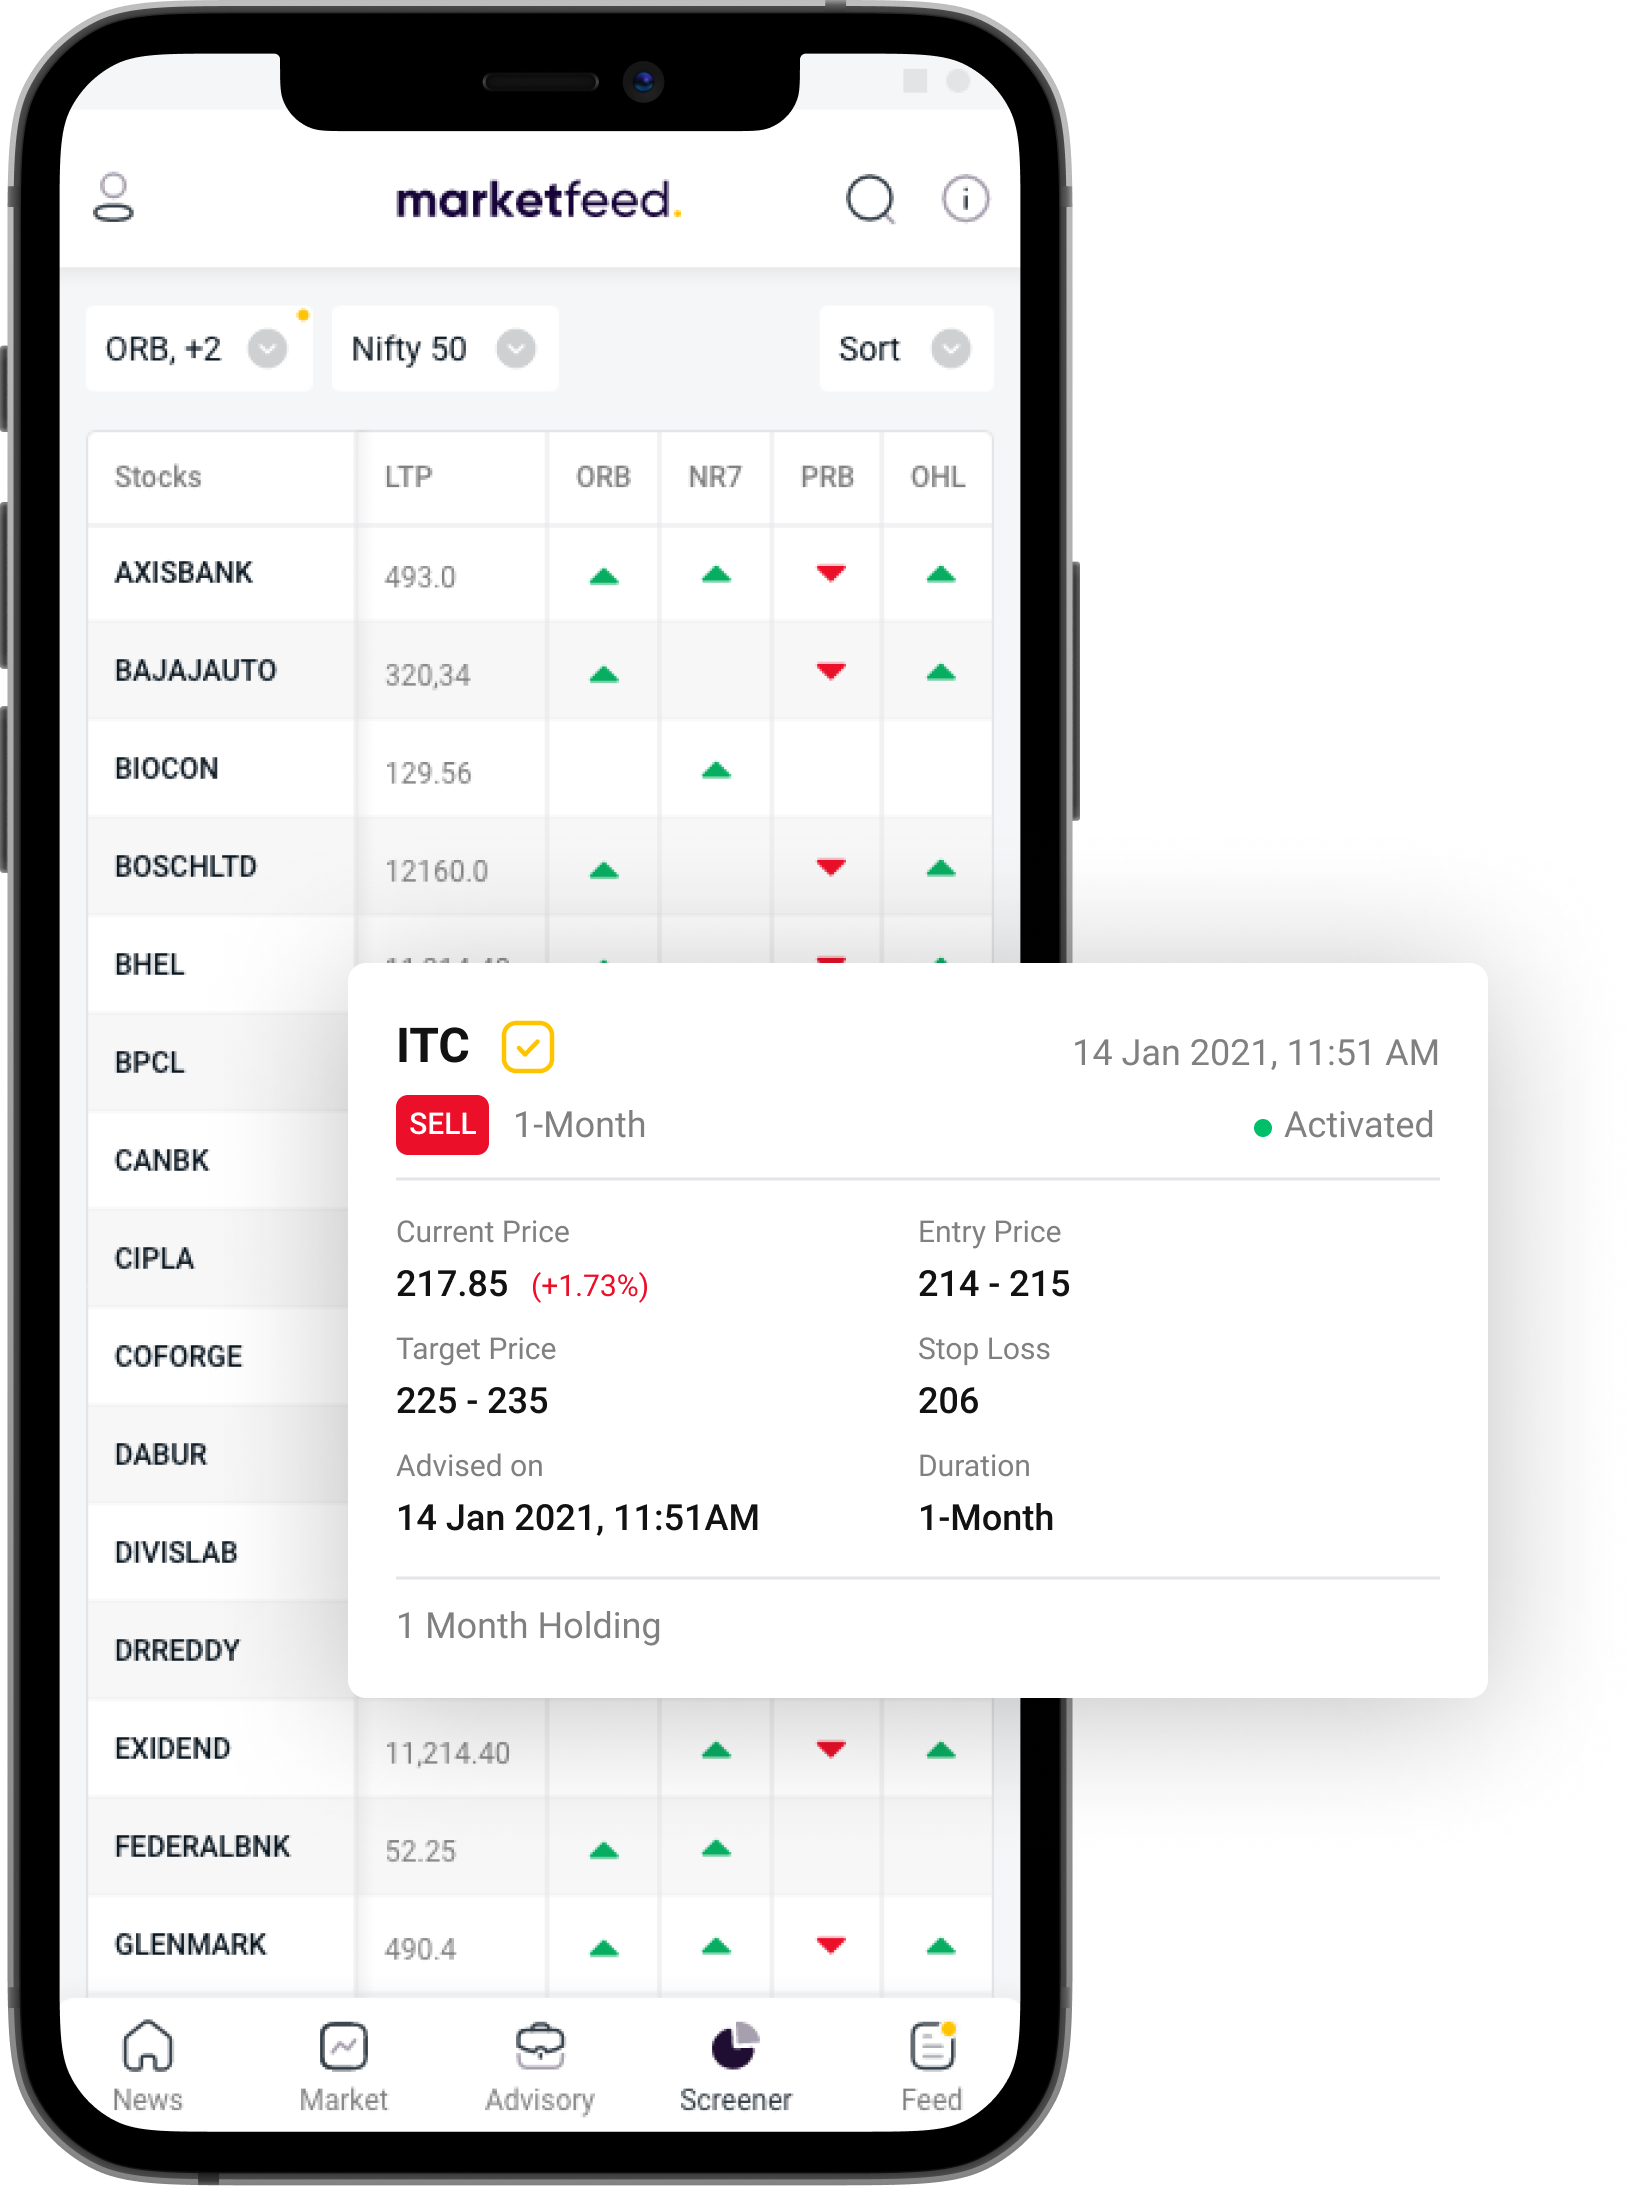 marketfeed.
ORB, +2
Nifty 50
Sort
Stocks LTP ORB NR7 PRB OHL
AXISBANK 493.0
BAJAJAUTO 320,34
BIOCON 129.56
BOSCHLTD 12160.0
BHEL
BPCL
CANBK
CIPLA
COFORGE
DABUR
DIVISLAB
DRREDDY
EXIDEND 11,214.40
FEDERALBNK 52.25
GLENMARK 490.4
ITC
14 Jan 2021, 11:51 AM
SELL 1-Month
Activated
Current Price Entry Price
217.85 (+1.73%) 214 - 215
Target Price Stop Loss
225 - 235 206
Advised on Duration
14 Jan 2021, 11:51AM 1-Month
1 Month Holding
News Market Advisory Screener Feed